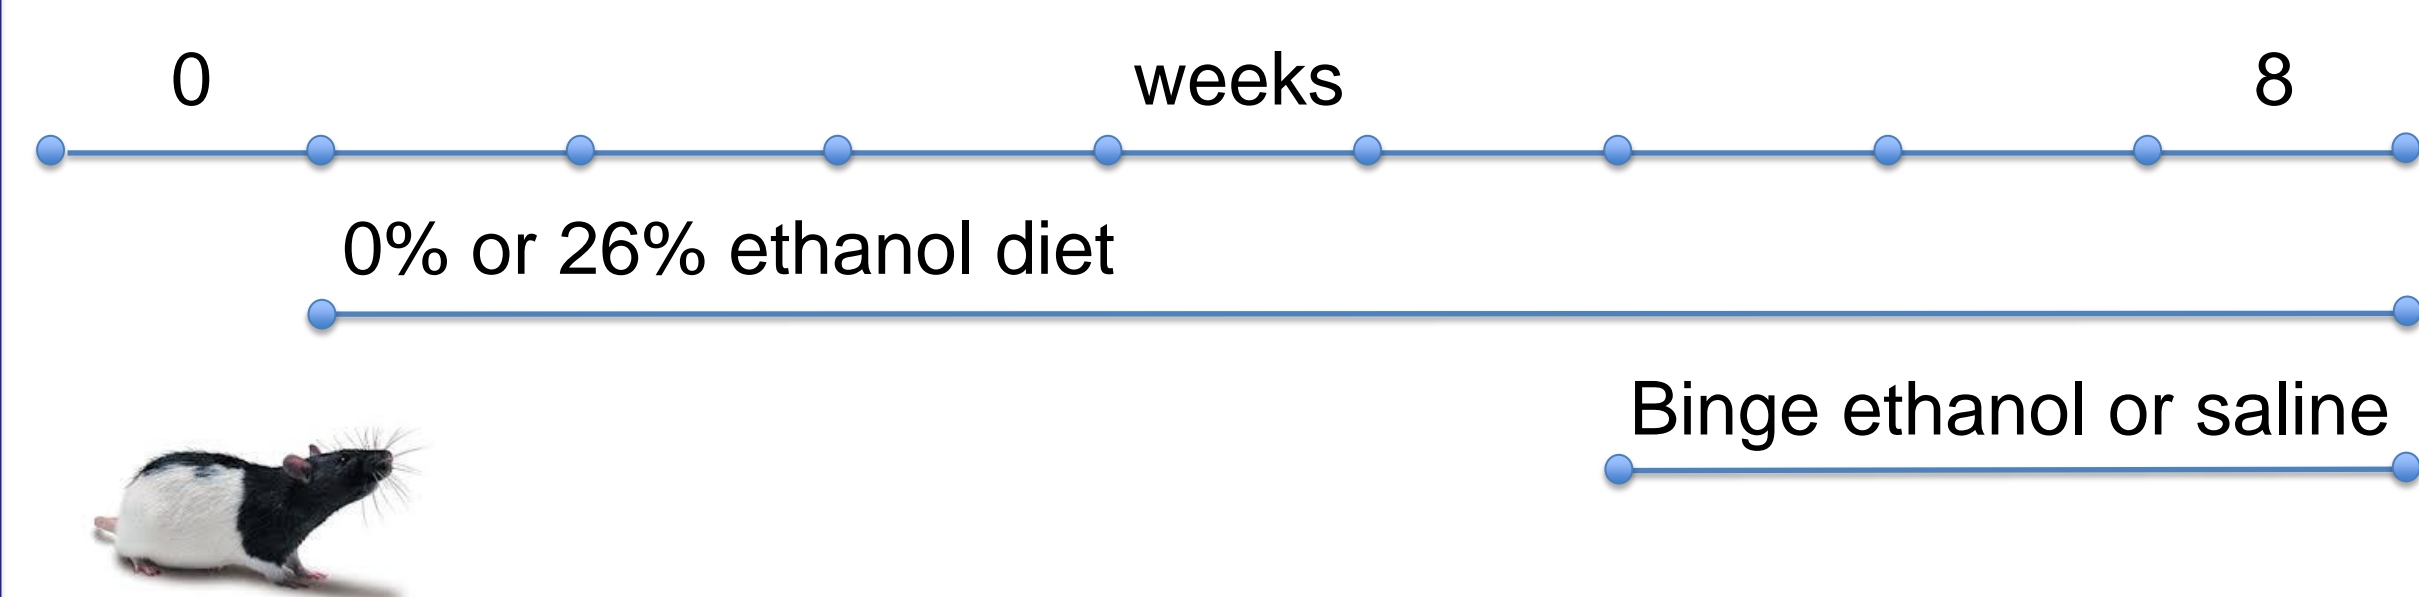 0 weeks 8
0% or 26% ethanol diet
Binge ethanol or saline